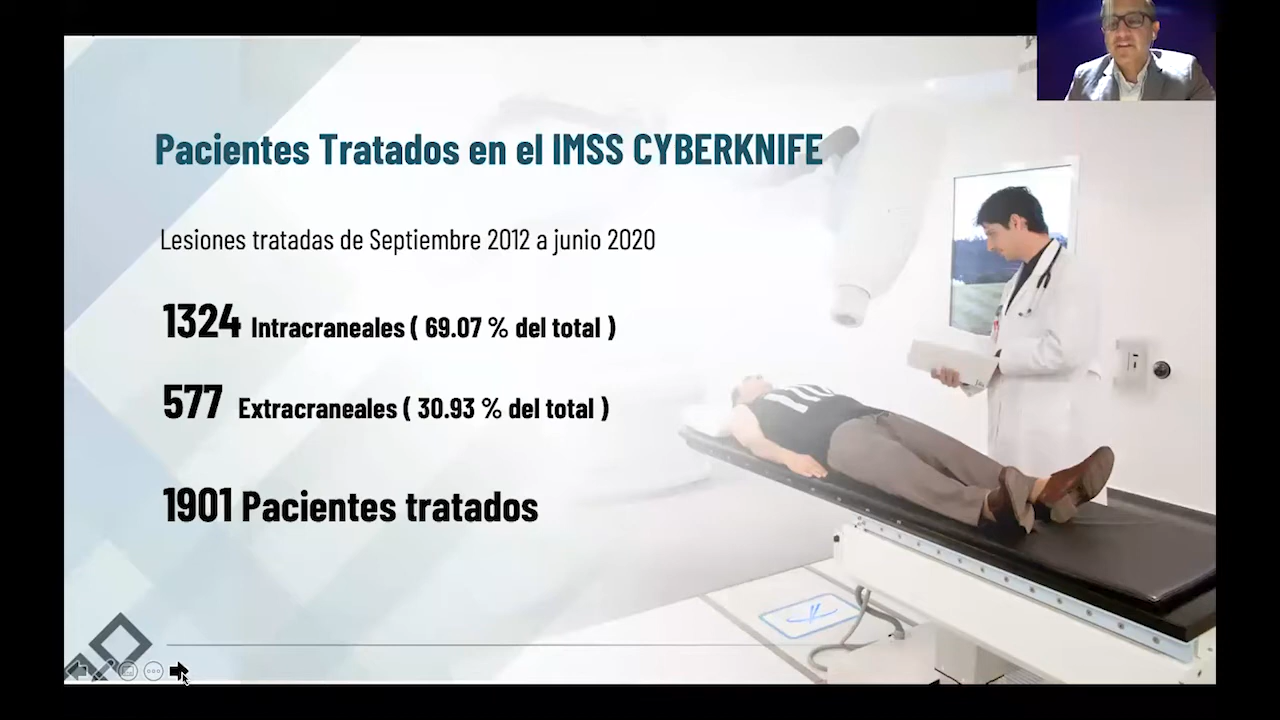 Pacientes Tratados en el IMSS CYBERKNIFE
Lesiones tratadas de Septiembre 2012 a junio 2020
1324 Intracraneales ( 69.07 % del total )
577 Extracraneales ( 30.93 % del total )
1901 Pacientes tratados